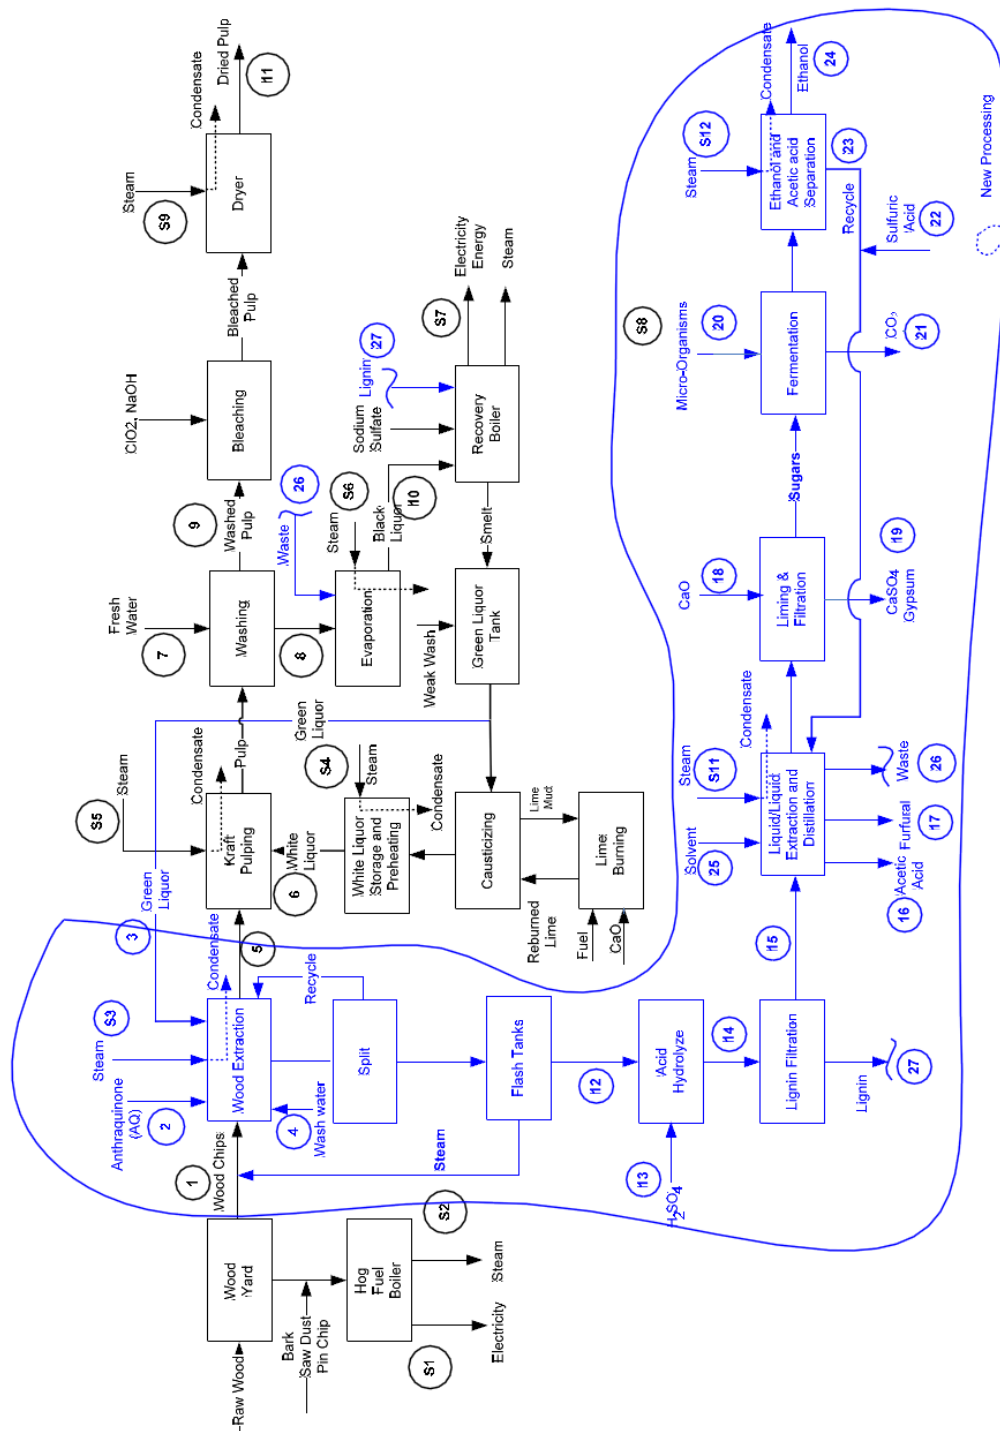 Raw Wood
Wood
Yard
Bark
Saw Dust
Pin Chip
Hog
Fuel
Boiler
S1
Electricity
S2
Steam
1
Wood Chips
Anthraquinone
(AQ)
2
Steam
S3
3
Green
Liquor
Wood Extraction
Condensate
4
Wash water
Recycle
Split
Steam
Flash Tanks
5
S5
Steam
Kraft
Pulping
Condensate
Pulp
6
White
Liquor
White Liquor
Storage and
Preheating
S4
Steam
Condensate
Green
Liquor
Causticizing
Lime
Mud
Reburned
Lime
Lime
Burning
Fuel
CaO
7
Fresh
Water
Washing
8
9
Washed
Pulp
Waste
26
Evaporation
Steam
S6
Black
Liquor
I10
Weak Wash
Green Liquor
Tank
Smelt
ClO2, NaOH
Bleaching
Bleached
Pulp
Sodium
Sulfate
Lignin
27
Recovery
Boiler
S7
Electricity
Energy
Steam
S9
Steam
Dryer
Condensate
Dried Pulp
I11
I12
I13
H2SO4
Acid
Hydrolyze
I14
Lignin Filtration
Lignin
27
I15
Solvent
25
Steam
S11
Condensate
Liquid/Liquid
Extraction and
Distillation
16
Acetic
Acid
Furfural
17
Waste
26
CaO
18
Liming &
Filtration
CaSO4
Gypsum
I19
Sugars
S8
Micro-Organisms
20
Fermentation
CO2
21
Steam
S12
Ethanol and
Acetic acid
Separation
Condensate
Ethanol
24
23
Recycle
Sulfuric
Acid
22
New Processing